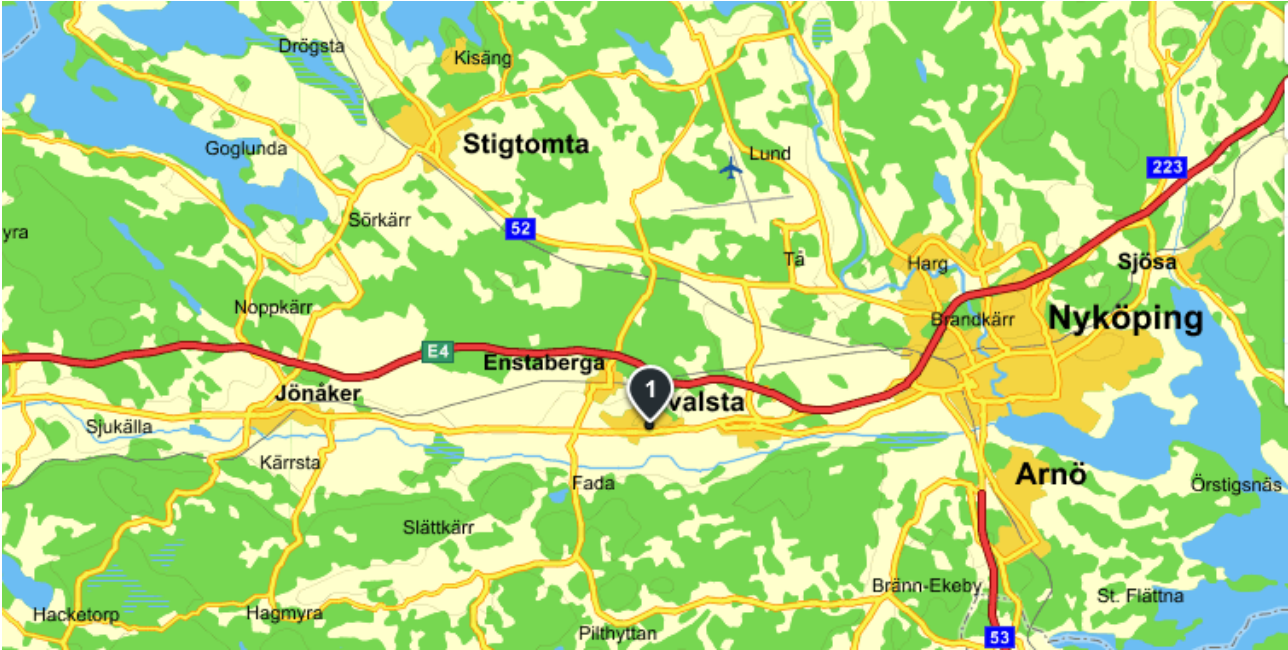 Drögsta
Kisäng
Stigtomta
Goglunda
Lund
223
Sörkärr
52
yra
Tå
Harg
Sjösa
Noppkärr
Brandkärr
Nyköping
E4
Enstaberga
Jönåker
1
valsta
Sjukälla
Kärrsta
Arnö
Fada
Örstigsnäs
Slättkärr
Bränn-Ekeby
St. Flättna
Hacketorp
Hagmyra
Pilthyttan
53